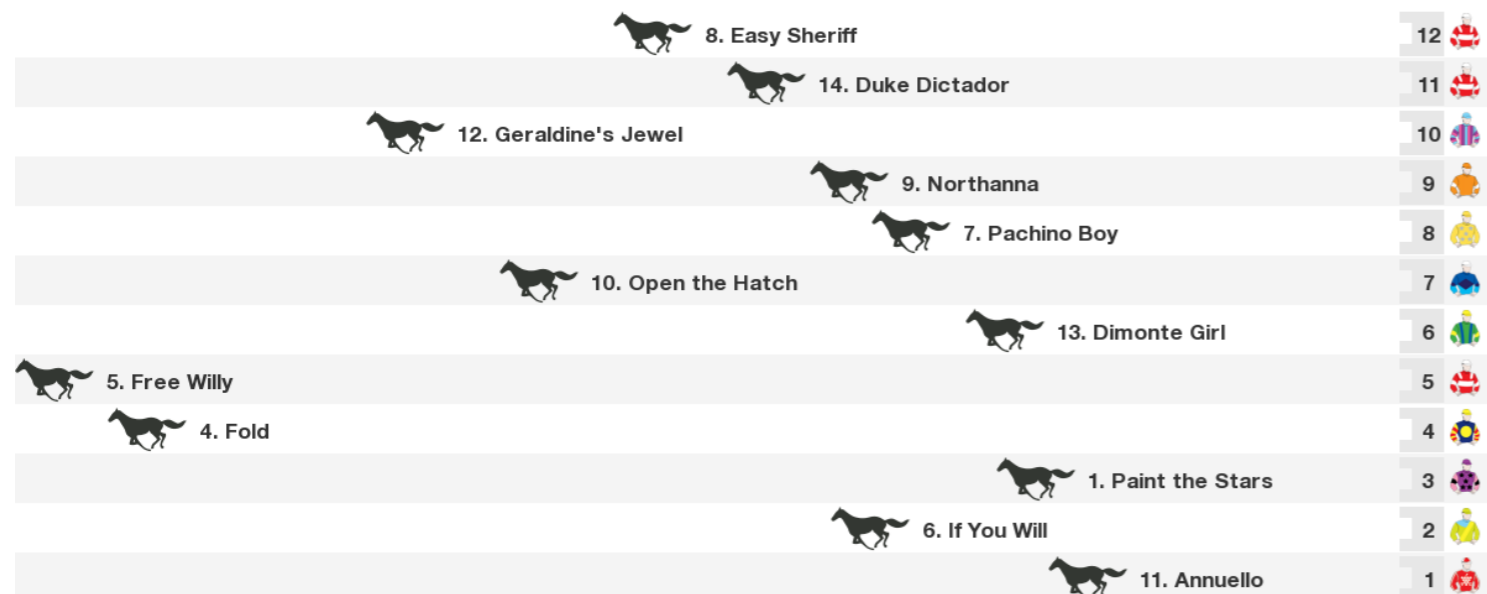 8. Easy Sheriff 12
14. Duke Dictador 11
12. Geraldine's Jewel 10
9. Northanna 9
7. Pachino Boy 8
10. Open the Hatch 7
13. Dimonte Girl 6
5. Free Willy 5
4. Fold 4
1. Paint the Stars 3
6. If You Will 2
11. Annuello 1